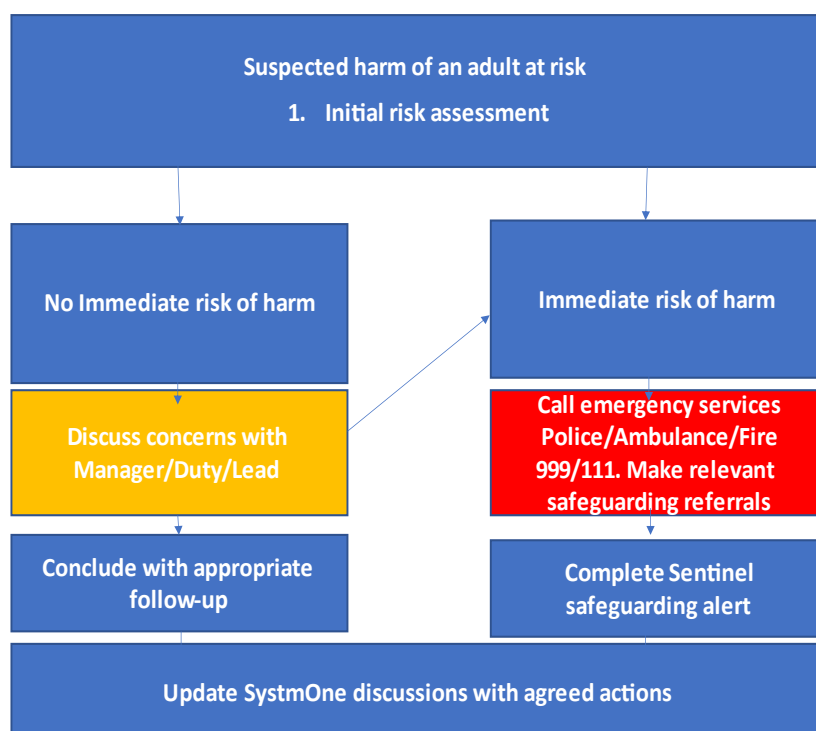 Suspected harm of an adult at risk
1. Initial risk assessment
No Immediate risk of harm
Immediate risk of harm
Discuss concerns with
Manager/Duty/Lead
Call emergency services
Police/Ambulance/Fire
999/111. Make relevant
safeguarding referrals
Conclude with appropriate
follow-up
Complete Sentinel
safeguarding alert
Update SystmOne discussions with agreed actions